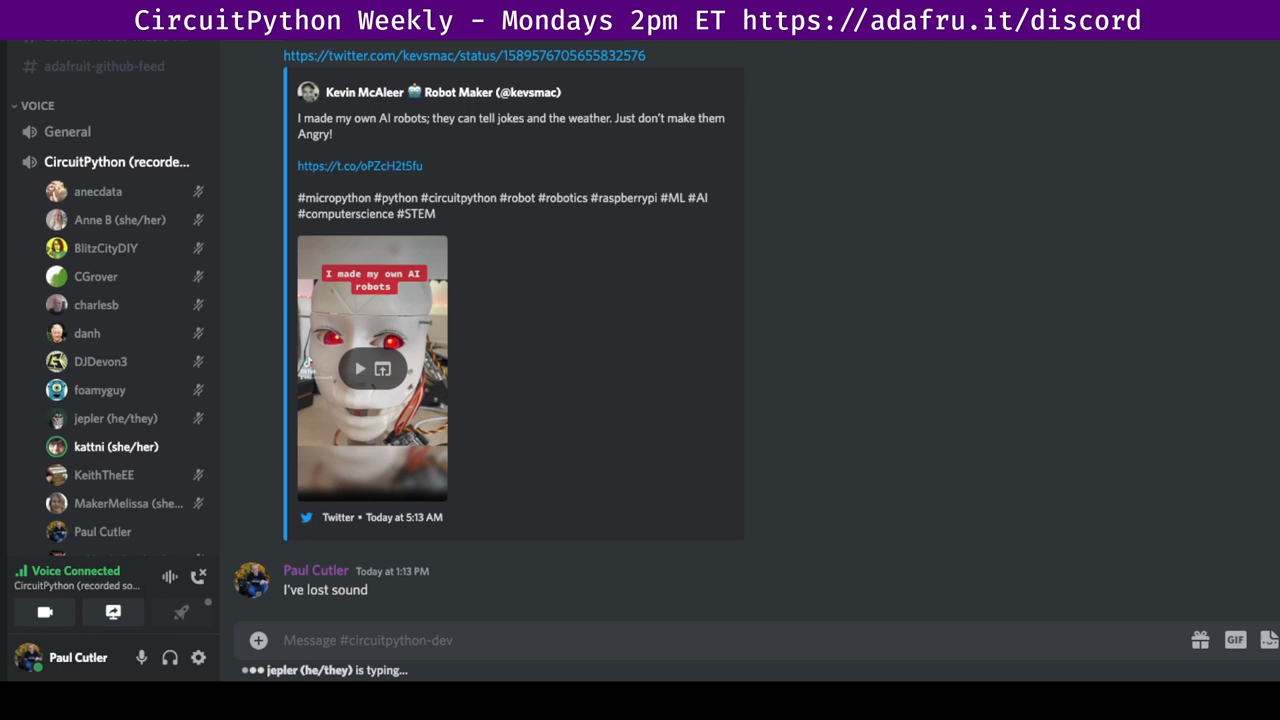 CircuitPython Weekly - Mondays 2pm ET https://adafru.it/discord
# adafruit-github-feed
VOICE
General
CircuitPython (recorde...
anecdata
Anne B (she/her)
BlitzCityDIY
CGrover
charlesb
danh
DJDevon3
foamyguy
jepler (he/they)
kattni (she/her)
KeithTheEE
MakerMelissa (she...
Paul Cutler
Voice Connected
CircuitPython (recorded so...
Paul Cutler
https://twitter.com/kevsmac/status/1589576705655832576
Kevin McAleer 🤖 Robot Maker (@kevsmac)
I made my own AI robots; they can tell jokes and the weather. Just don't make them
Angry!
https://t.co/oPZcH2t5fu
#micropython #python #circuitpython #robot #robotics #raspberrypi #ML #AI
#computerscience #STEM
I made my own AI
robots
Twitter • Today at 5:13 AM
Paul Cutler Today at 1:13 PM
I've lost sound
Message #circuitpython-dev
GIF
jepler (he/they) is typing...